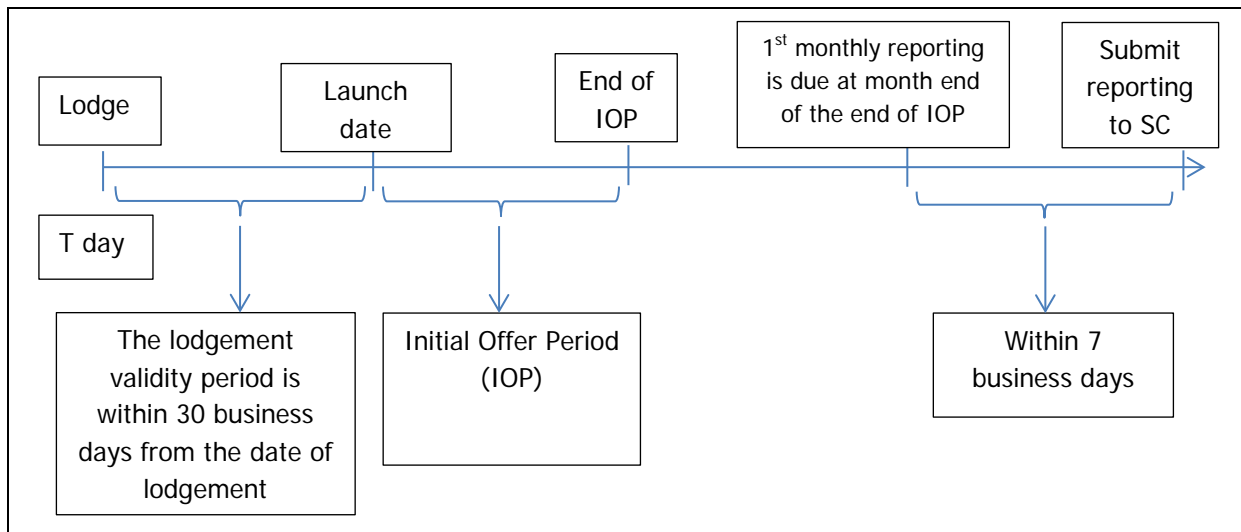 Lodge
T day
Launch
date
End of
IOP
1st monthly reporting
is due at month end
of the end of IOP
Submit
reporting
to SC
The lodgement
validity period is
within 30 business
days from the date of
lodgement
Initial Offer Period
(IOP)
Within 7
business days